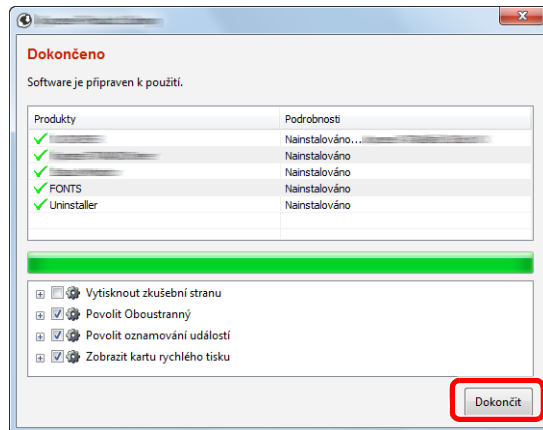 Dokončeno
Software je připraven k použití.
Produkty Podrobnosti
Nainstalováno...
Nainstalováno
Nainstalováno
FONTS Nainstalováno
Uninstaller Nainstalováno
Vytisknout zkušební stranu
Povolit Oboustranný
Povolit oznamování událostí
Zobrazit kartu rychlého tisku
Dokončit